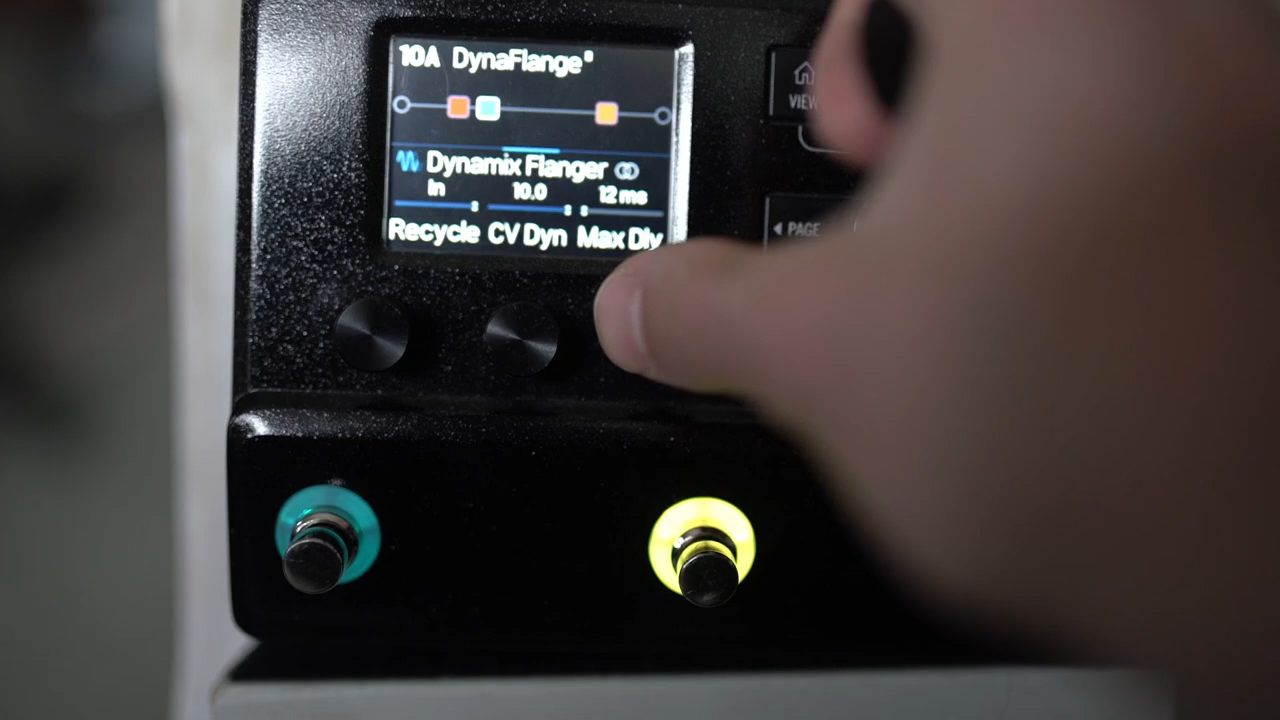 10A DynaFlange
Dynamix Flanger
In 10.0 12 ms
Recycle CV Dyn Max Dly
VIEW
PAGE